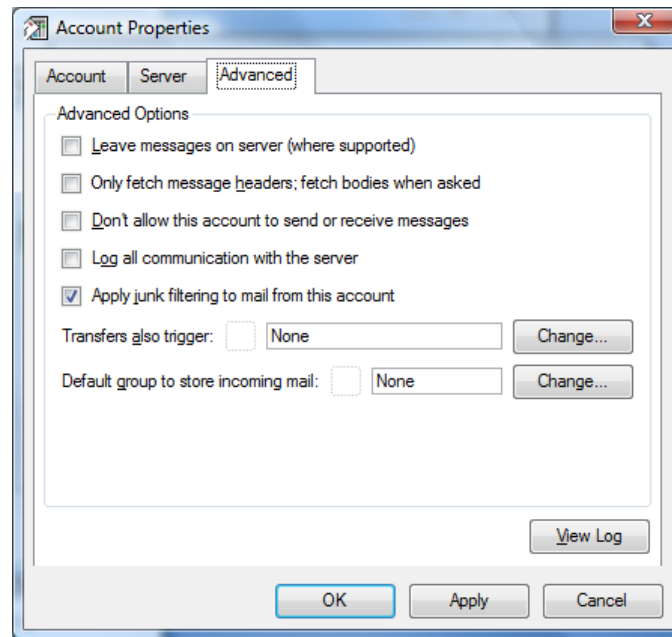 Account Properties
Account Server Advanced
Advanced Options
Leave messages on server (where supported)
Only fetch message headers; fetch bodies when asked
Don't allow this account to send or receive messages
Log all communication with the server
Apply junk filtering to mail from this account
Transfers also trigger: None Change...
Default group to store incoming mail: None Change...
View Log
OK Apply Cancel